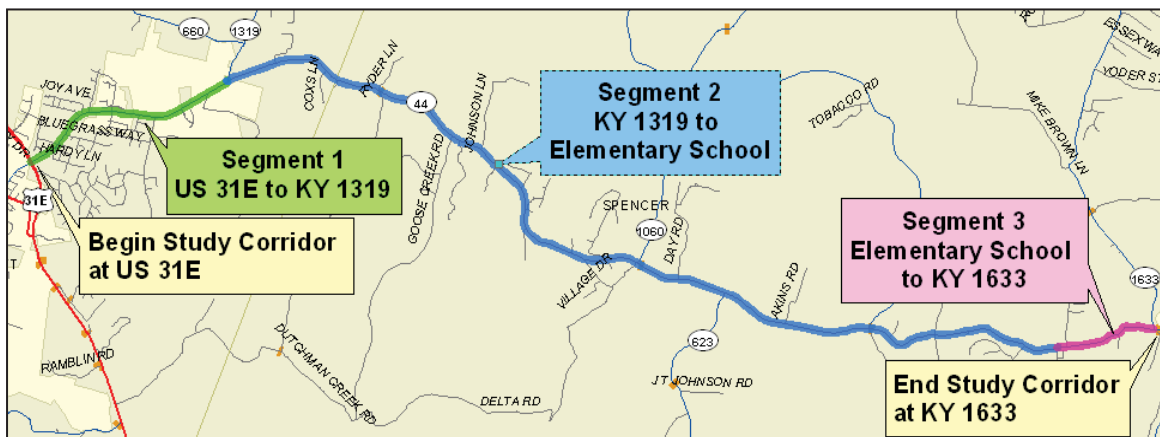 660
1319
JOY AVE.
BLUEGRASS WAY
HARDY LN
DR
31E
COXS LN
RYDER LN
44
JOHNSON LN
GOOSE CREEK RD
Segment 1
US 31E to KY 1319
Begin Study Corridor
at US 31E
Segment 2
KY 1319 to
Elementary School
TOBACCO RD
MIKE BROWN LN
ESSEX WAY
YODER ST
SPENCER
1060
DAY RD
VILLAGE DR
AKINS RD
Segment 3
Elementary School
to KY 1633
1633
623
DUTCHMAN CREEK RD
RAMBLIN RD
DELTA RD
JT JOHNSON RD
End Study Corridor
at KY 1633